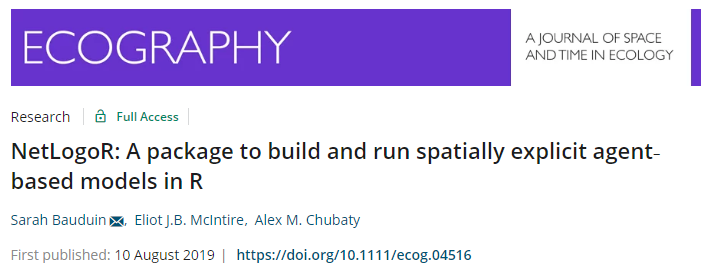 ECOGRAPHY
A JOURNAL OF SPACE
AND TIME IN ECOLOGY
Research
Full Access
NetLogoR: A package to build and run spatially explicit agent-
based models in R
Sarah Bauduin, Eliot J.B. McIntire, Alex M. Chubaty
First published: 10 August 2019 | https://doi.org/10.1111/ecog.04516